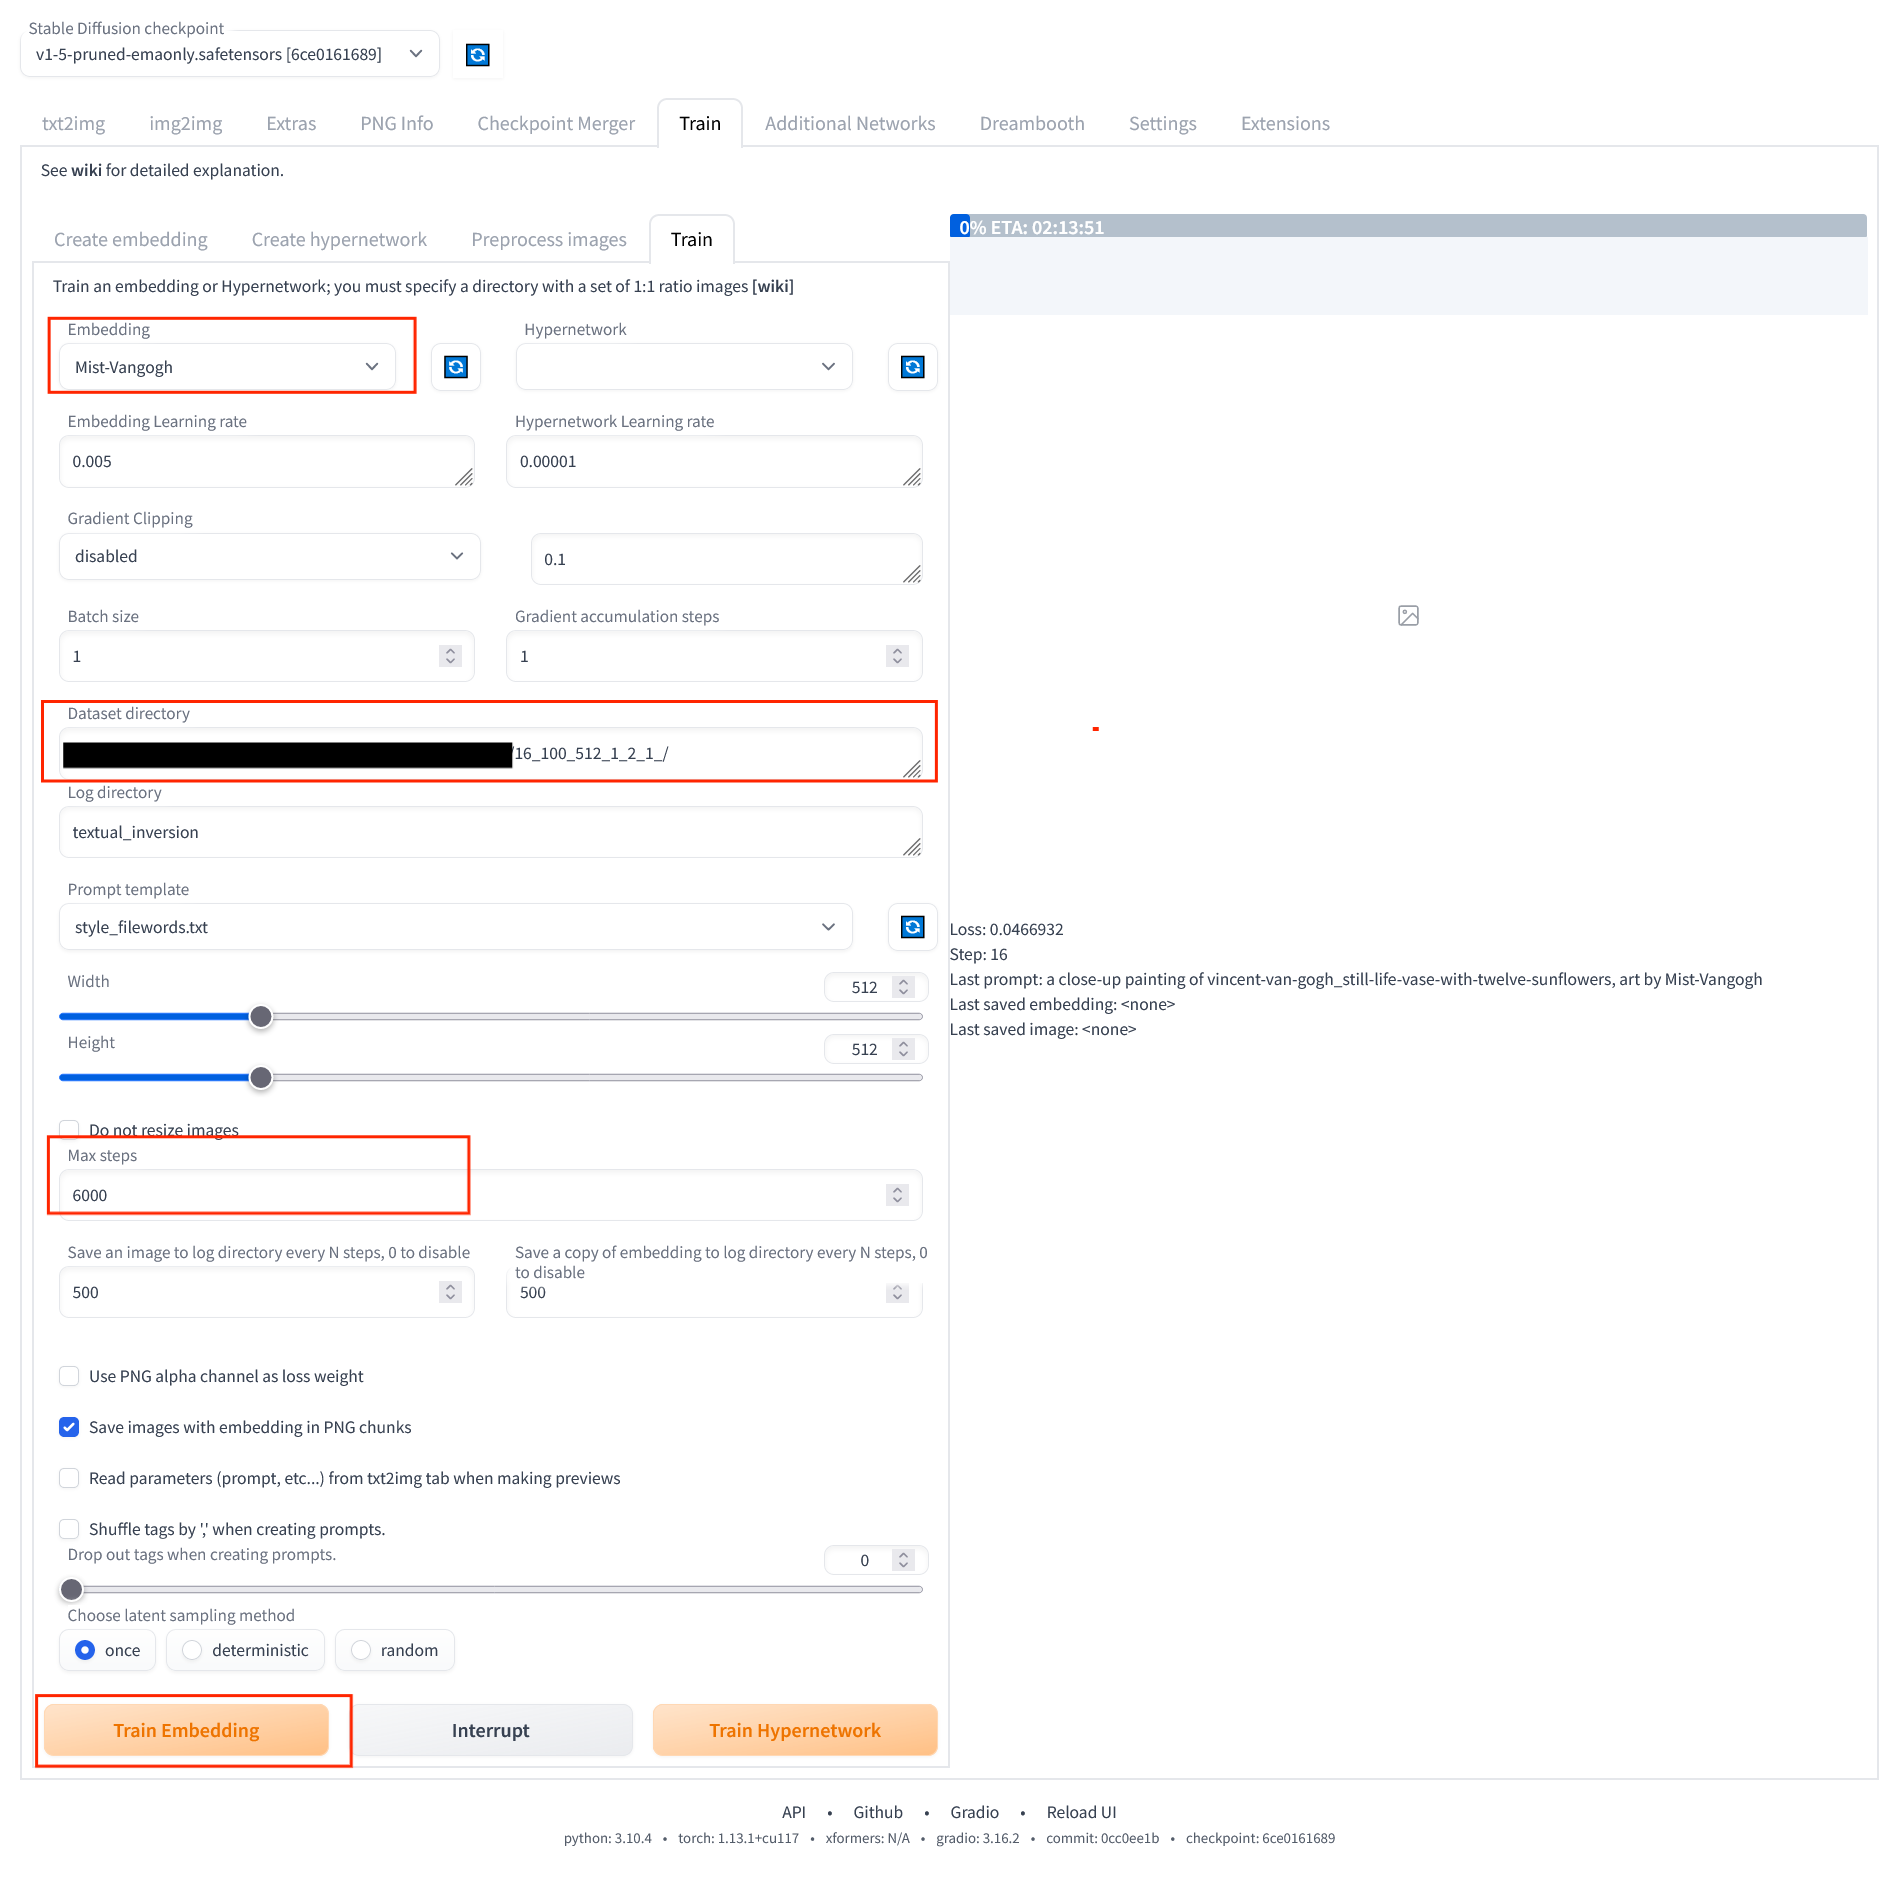 Stable Diffusion checkpoint
v1-5-pruned-emaonly.safetensors [6ce0161689]
txt2img img2img Extras PNG Info Checkpoint Merger Train Additional Networks Dreambooth Settings Extensions
See wiki for detailed explanation.
Create embedding Create hypernetwork Preprocess images Train
0% ETA: 02:13:51
Train an embedding or Hypernetwork; you must specify a directory with a set of 1:1 ratio images [wiki]
Embedding Hypernetwork
Mist-Vangogh
Embedding Learning rate Hypernetwork Learning rate
0.005 0.00001
Gradient Clipping
disabled 0.1
Batch size Gradient accumulation steps
1 1
Dataset directory
/16_100_512_1_2_1_/
Log directory
textual_inversion
Prompt template
style_filewords.txt
Loss: 0.0466932
Step: 16
Last prompt: a close-up painting of vincent-van-gogh_still-life-vase-with-twelve-sunflowers, art by Mist-Vangogh
Last saved embedding: <none>
Last saved image: <none>
Width 512
Height 512
Do not resize images
Max steps
6000
Save an image to log directory every N steps, 0 to disable
500
Save a copy of embedding to log directory every N steps, 0
to disable
500
Use PNG alpha channel as loss weight
Save images with embedding in PNG chunks
Read parameters (prompt, etc...) from txt2img tab when making previews
Shuffle tags by ',' when creating prompts.
Drop out tags when creating prompts. 0
Choose latent sampling method
once deterministic random
Train Embedding Interrupt Train Hypernetwork
API • Github • Gradio • Reload UI
python: 3.10.4 • torch: 1.13.1+cu117 • xformers: N/A • gradio: 3.16.2 • commit: 0cc0ee1b • checkpoint: 6ce0161689